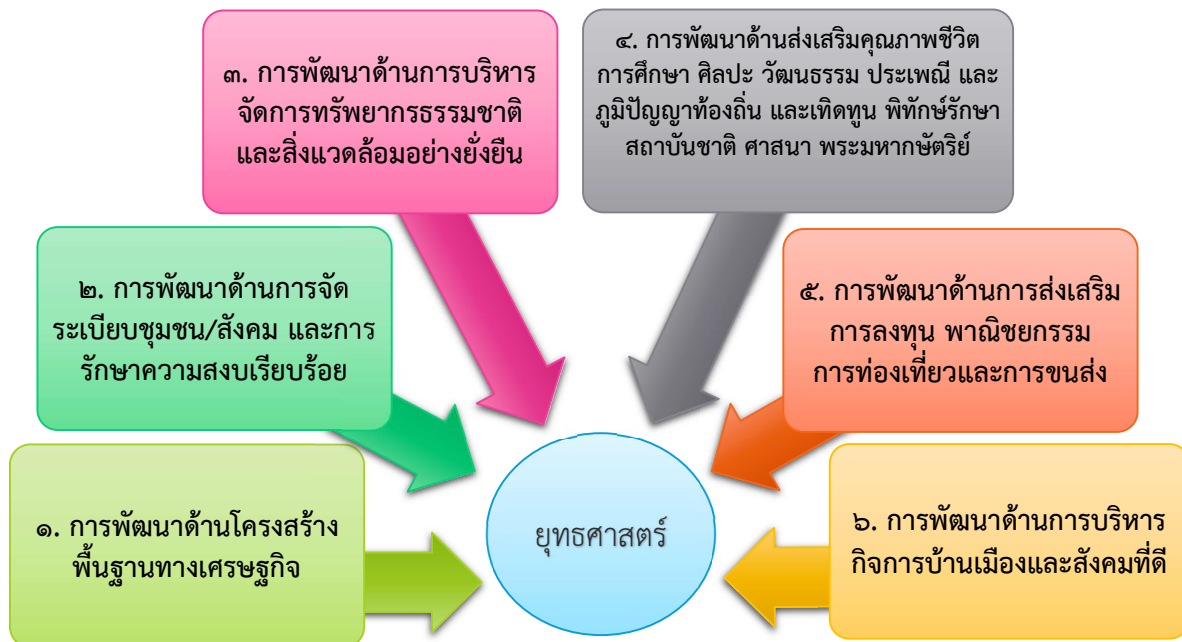 ๓. การพัฒนาด้านการบริหาร
จัดการทรัพยากรธรรมชาติ
และสิ่งแวดล้อมอย่างยั่งยืน
๔. การพัฒนาด้านส่งเสริมคุณภาพชีวิต
การศึกษา ศิลปะ วัฒนธรรม ประเพณี และ
ภูมิปัญญาท้องถิ่น และเทิดทูน พิทักษ์รักษา
สถาบันชาติ ศาสนา พระมหากษัตริย์
๒. การพัฒนาด้านการจัด
ระเบียบชุมชน/สังคม และการ
รักษาความสงบเรียบร้อย
๕. การพัฒนาด้านการส่งเสริม
การลงทุน พาณิชยกรรม
การท่องเที่ยวและการขนส่ง
๑. การพัฒนาด้านโครงสร้าง
พื้นฐานทางเศรษฐกิจ
ยุทธศาสตร์
๖. การพัฒนาด้านการบริหาร
กิจการบ้านเมืองและสังคมที่ดี